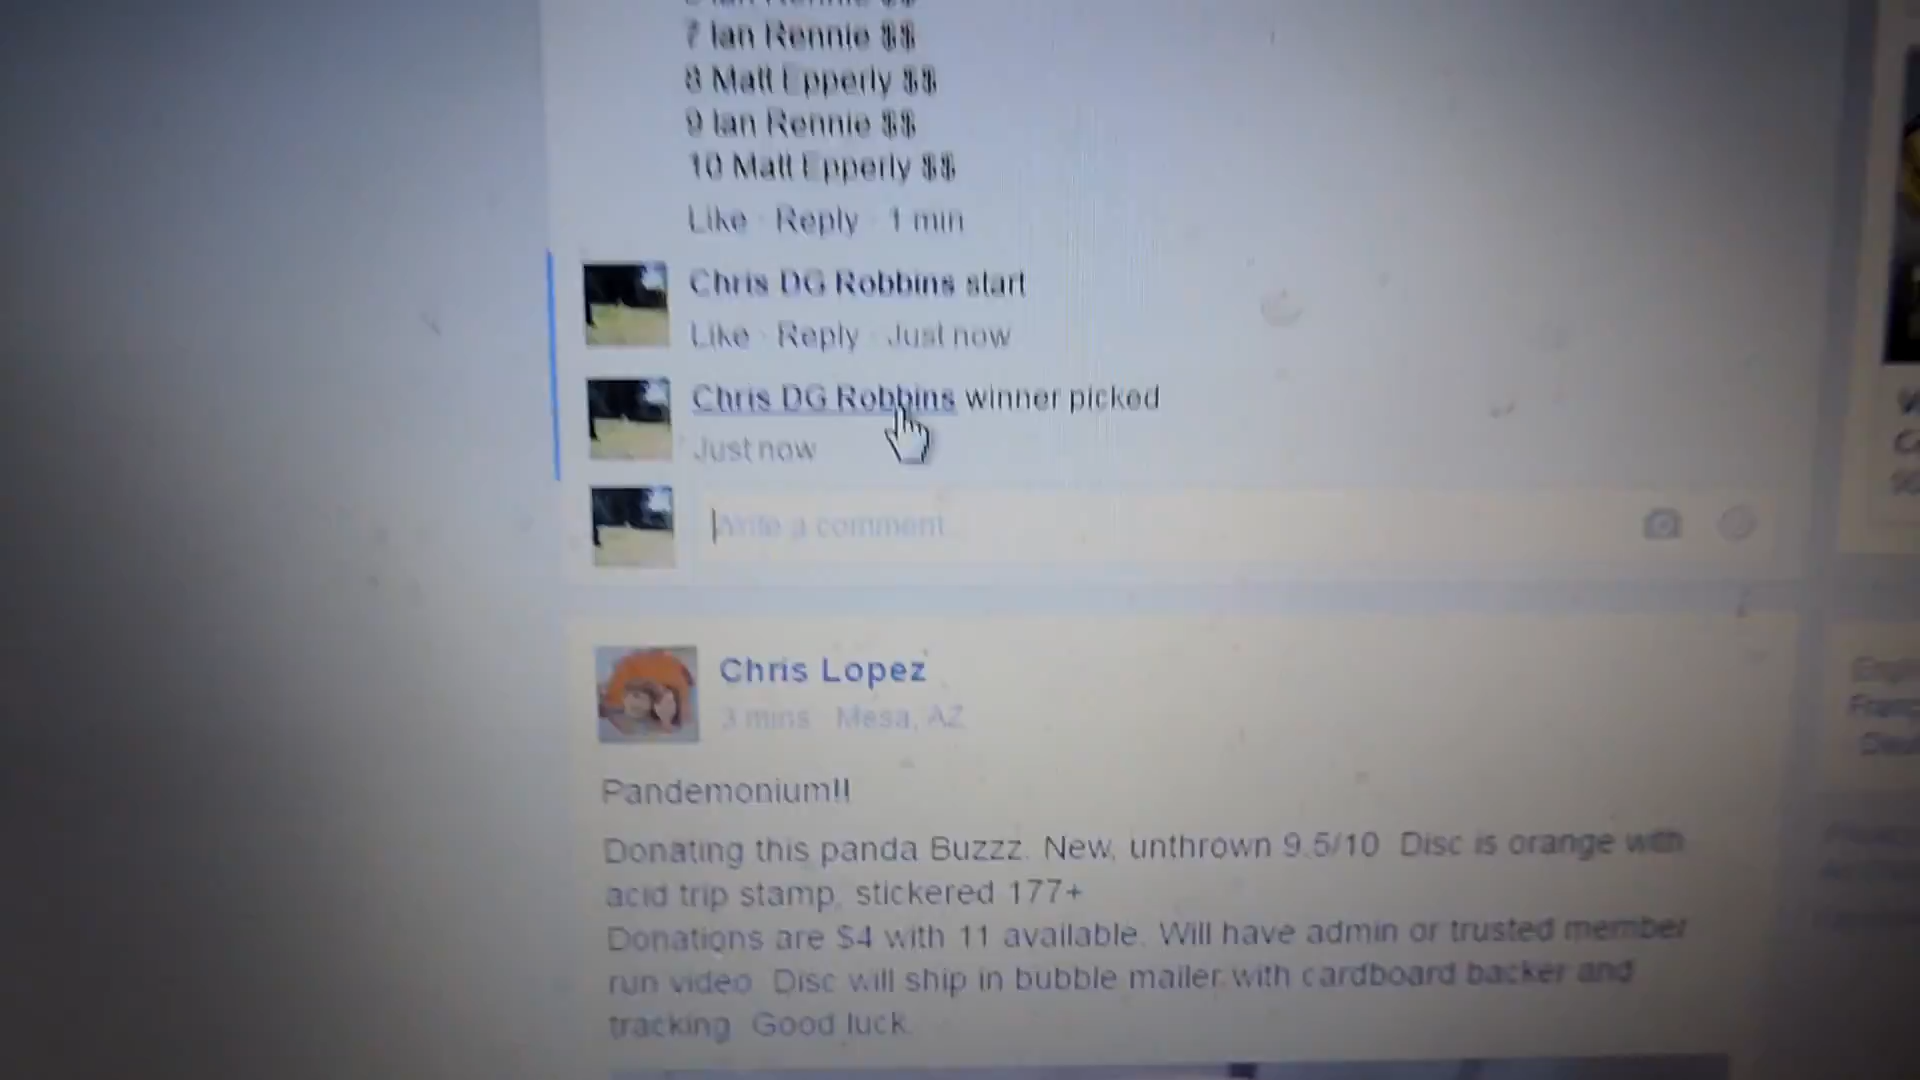 7 Ian Rennie $$
8 Matt Epperly $$
9 Ian Rennie $$
10 Matt Epperly $$
Like · Reply · 1 min
Chris DG Robbins start
Like · Reply · Just now
Chris DG Robbins winner picked
Just now
Write a comment...
Chris Lopez
3 mins · Mesa, AZ
Pandemonium!!
Donating this panda Buzzz. New, unthrown 9.5/10 Disc is orange with
acid trip stamp, stickered 177+
Donations are $4 with 11 available. Will have admin or trusted member
run video. Disc will ship in bubble mailer with cardboard backer and
tracking. Good luck.